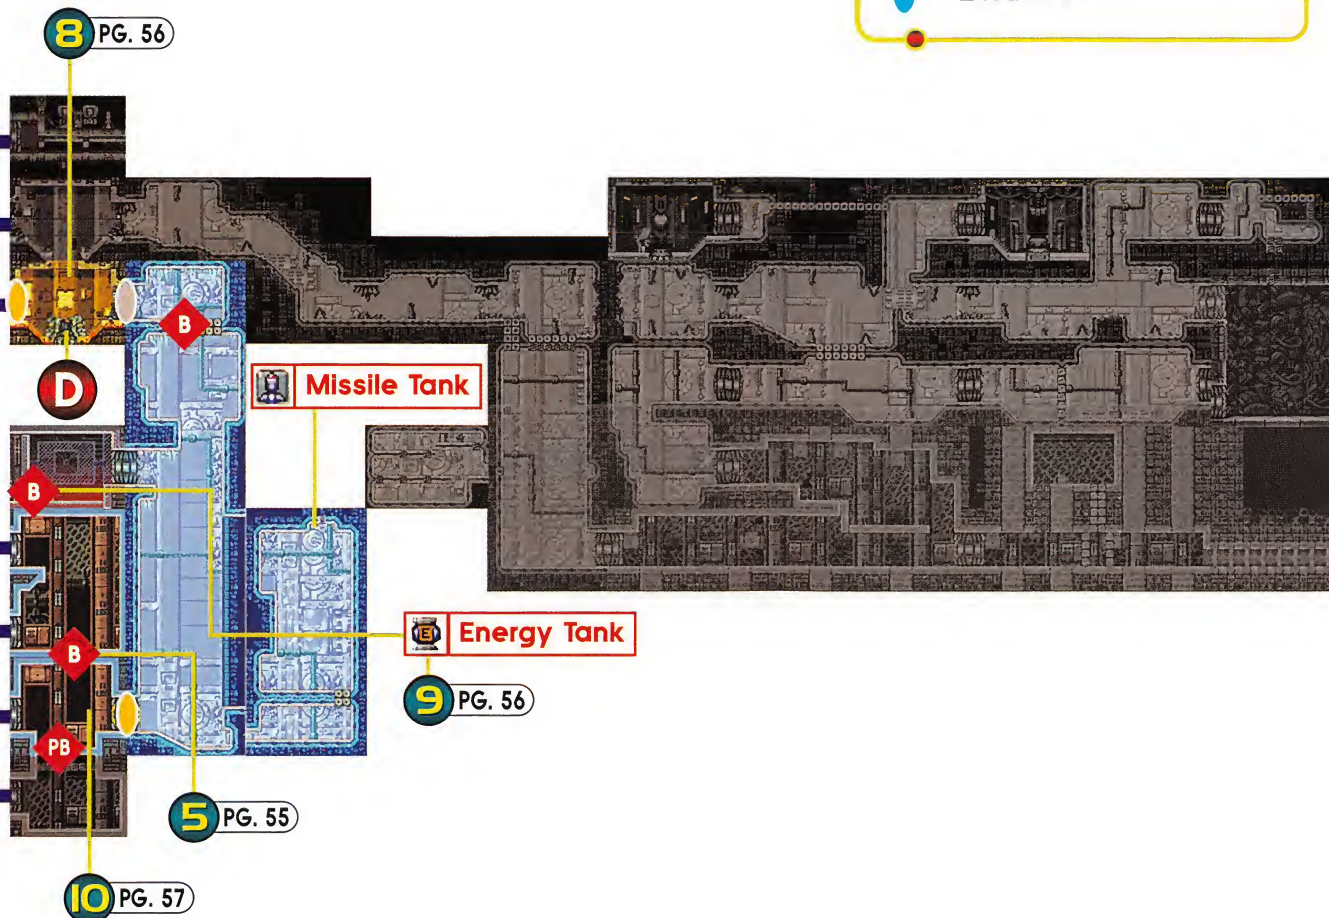 8 PG. 56
B
D
Missile Tank
B
E Energy Tank
B
9 PG. 56
PB
5 PG. 55
10 PG. 57